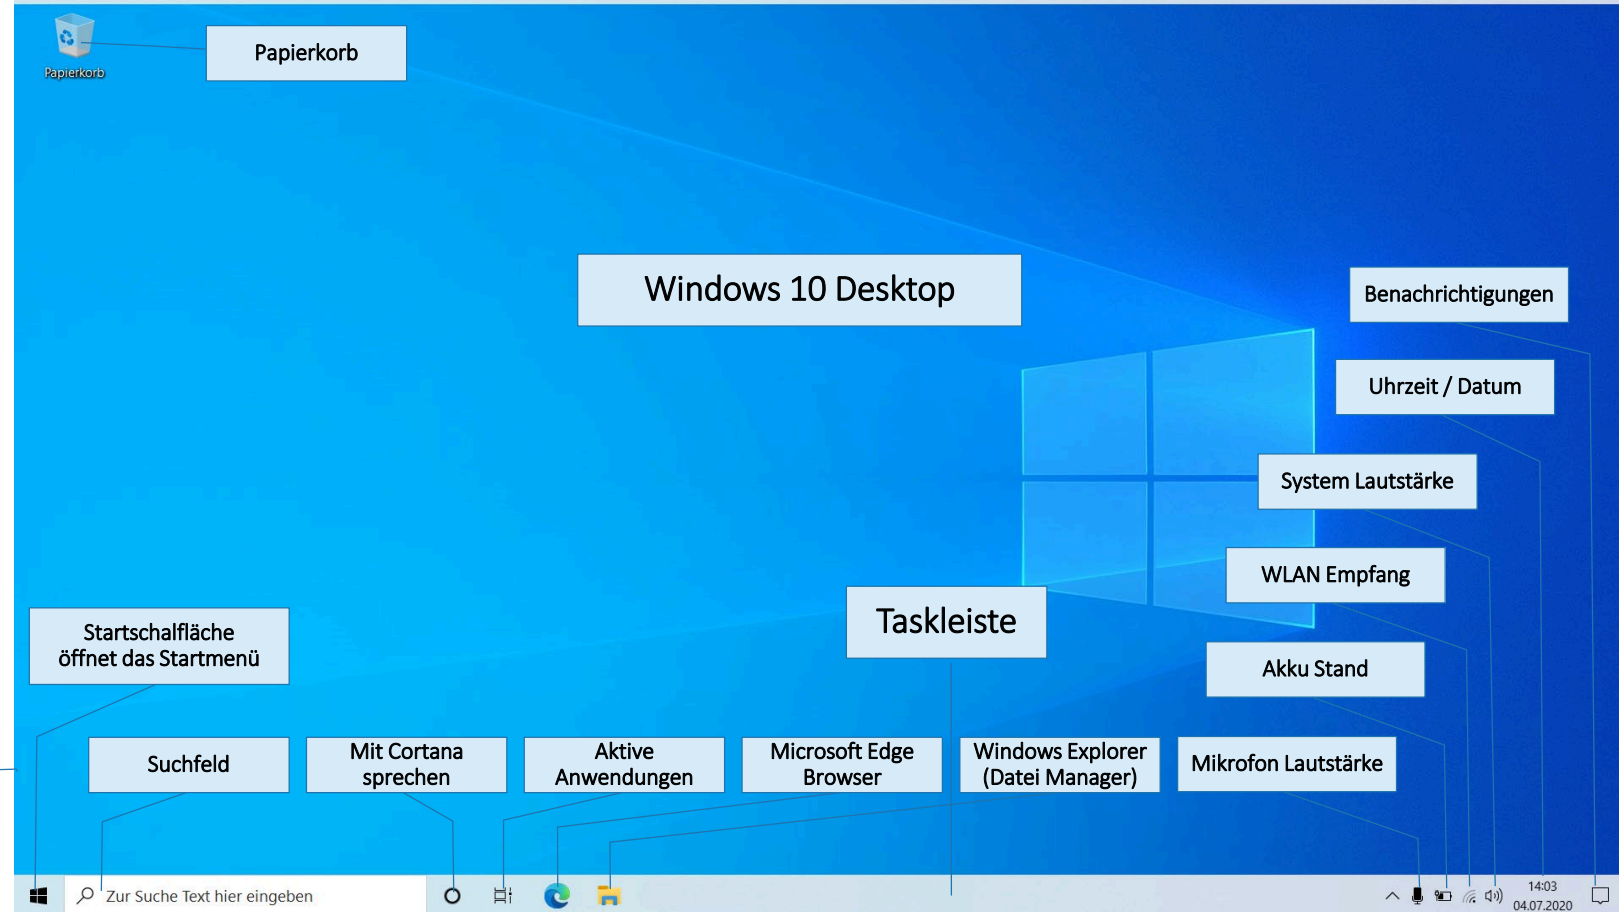 Papierkorb
Papierkorb
Windows 10 Desktop
Benachrichtigungen
Uhrzeit / Datum
System Lautstärke
WLAN Empfang
Taskleiste
Startschalfläche
öffnet das Startmenü
Akku Stand
Suchfeld
Mit Cortana
sprechen
Aktive
Anwendungen
Microsoft Edge
Browser
Windows Explorer
(Datei Manager)
Mikrofon Lautstärke
Zur Suche Text hier eingeben
14:03
04.07.2020